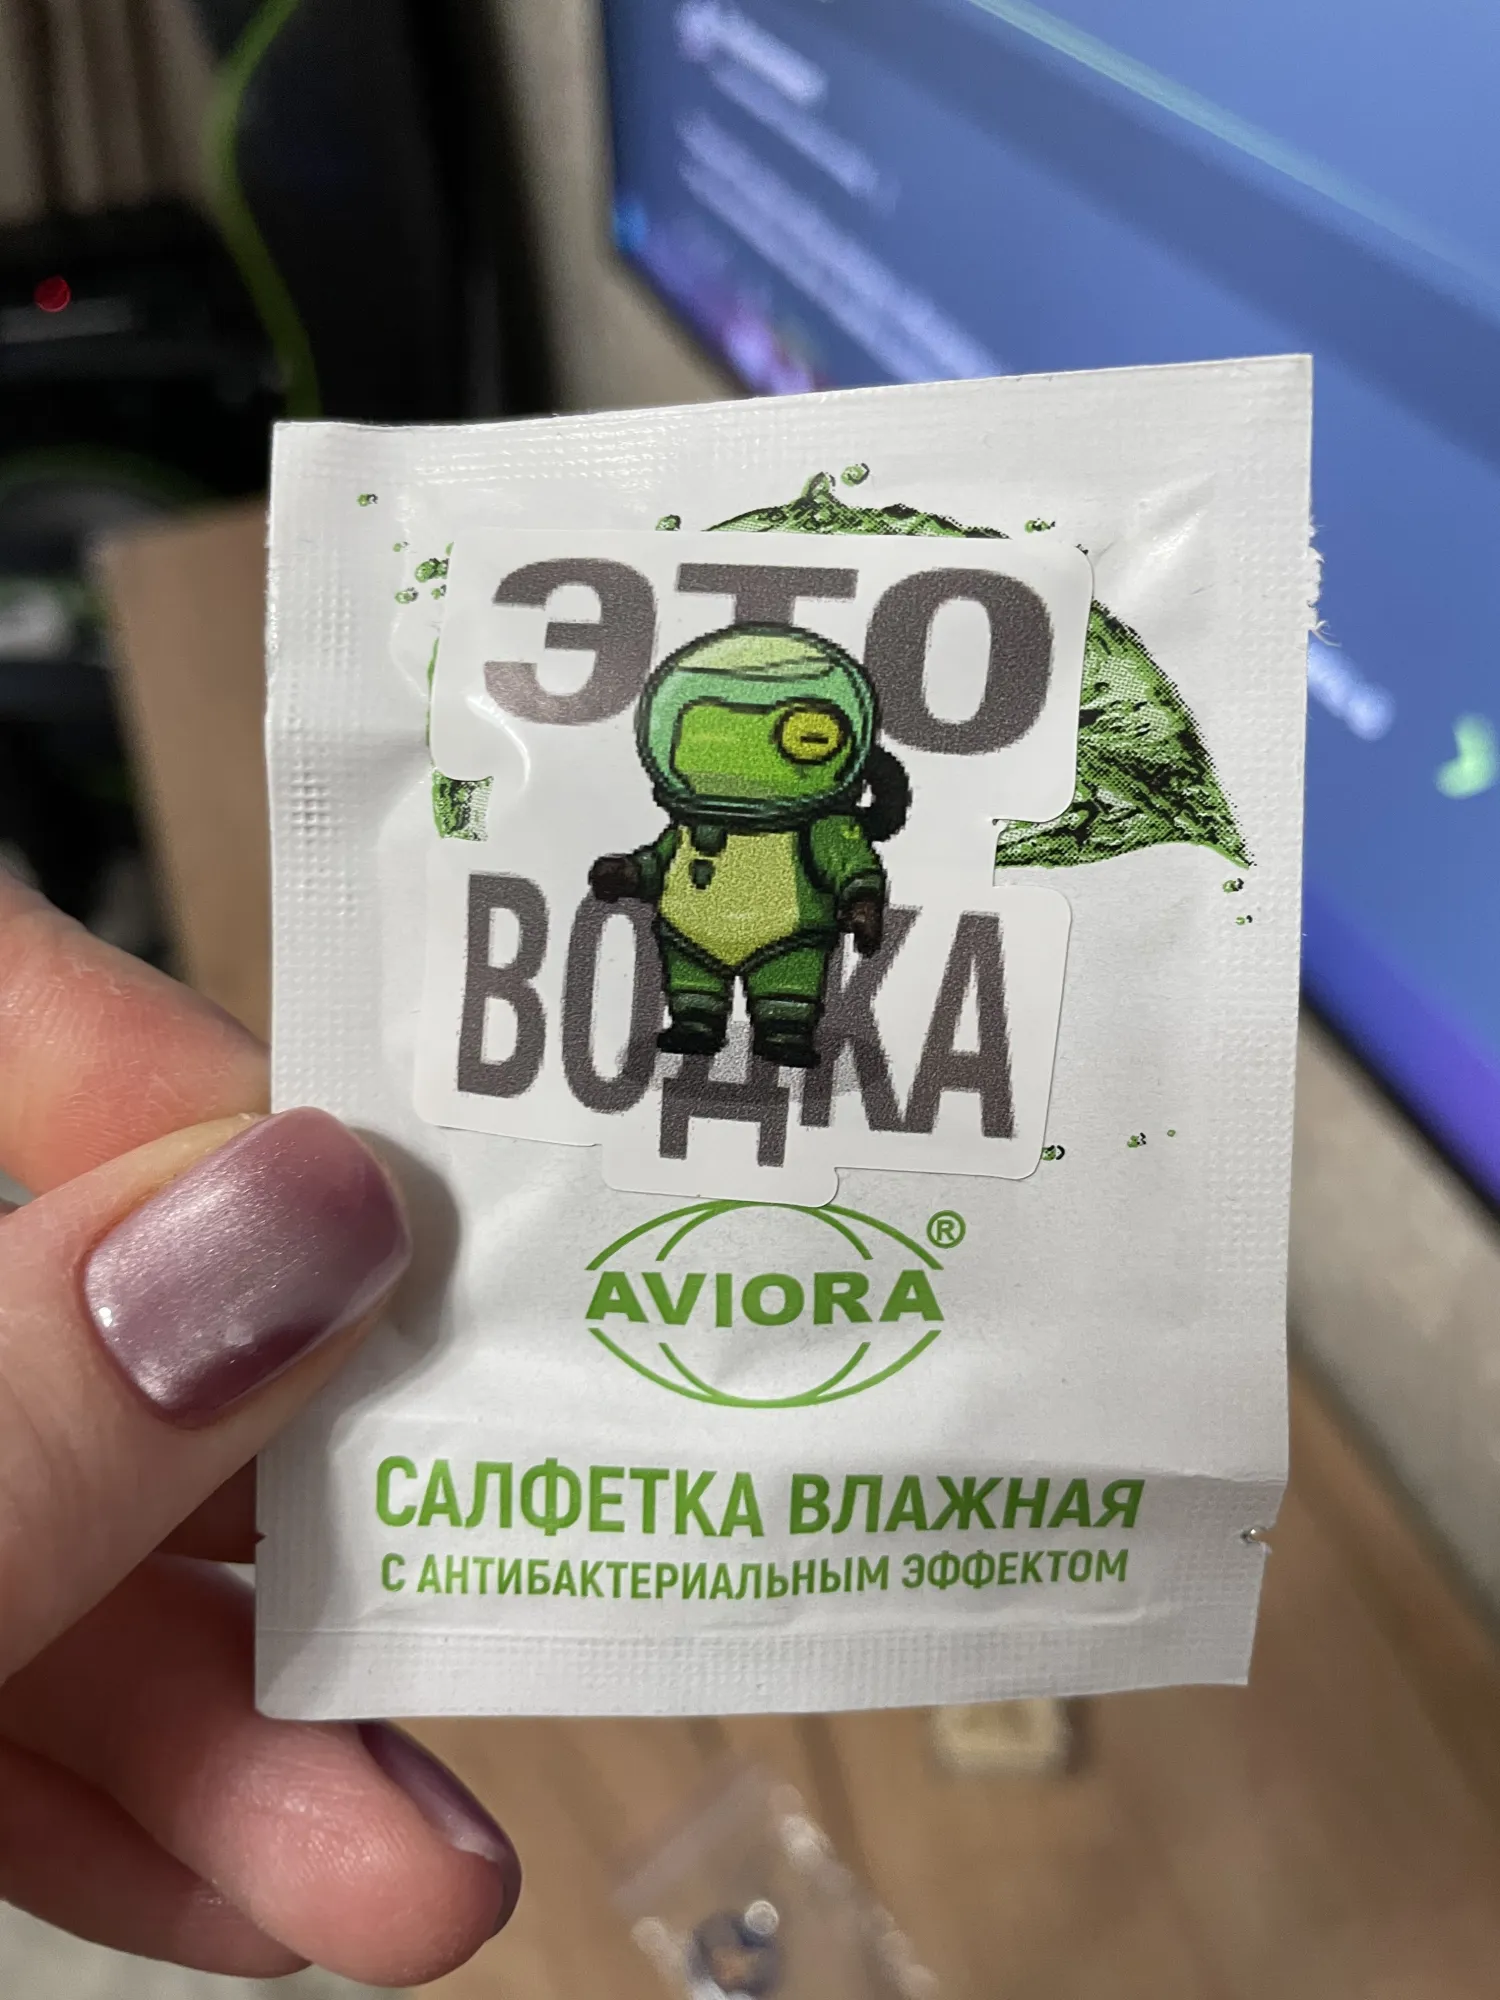 ЭТО
ВОДКА
AVIORA ®
САЛФЕТКА ВЛАЖНАЯ
С АНТИБАКТЕРИАЛЬНЫМ ЭФФЕКТОМ